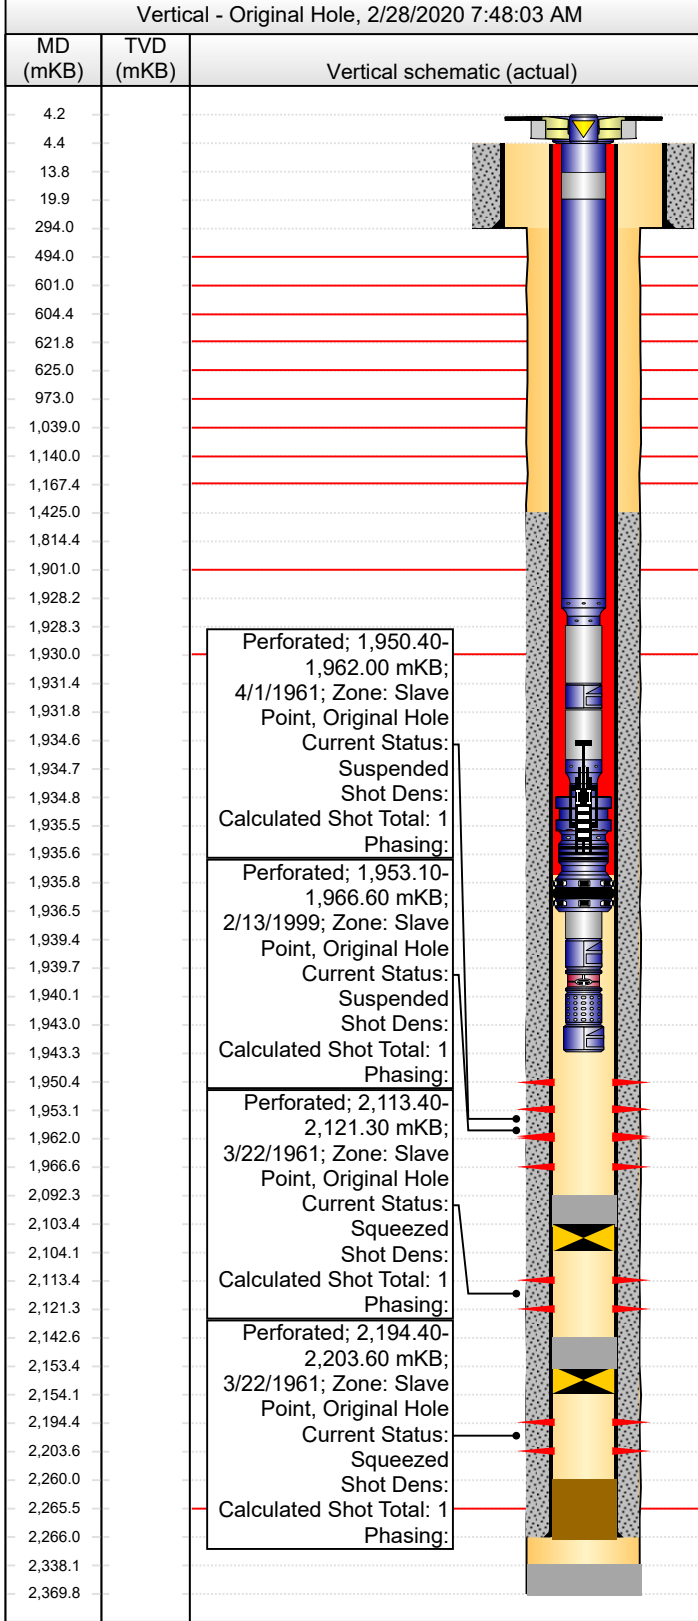 Vertical - Original Hole, 2/28/2020 7:48:03 AM
MD
(mKB)
TVD
(mKB)
Vertical schematic (actual)
4.2
4.4
13.8
19.9
294.0
494.0
601.0
604.4
621.8
625.0
973.0
1,039.0
1,140.0
1,167.4
1,425.0
1,814.4
1,901.0
1,928.2
1,928.3
1,930.0
1,931.4
1,931.8
1,934.6
1,934.7
1,934.8
1,935.5
1,935.6
1,935.8
1,936.5
1,939.4
1,939.7
1,940.1
1,943.0
1,943.3
1,950.4
1,953.1
1,962.0
1,966.6
2,092.3
2,103.4
2,104.1
2,113.4
2,121.3
2,142.6
2,153.4
2,154.1
2,194.4
2,203.6
2,260.0
2,265.5
2,266.0
2,338.1
2,369.8
Perforated; 1,950.40-
1,962.00 mKB;
4/1/1961; Zone: Slave
Point, Original Hole
Current Status:
Suspended
Shot Dens:
Calculated Shot Total: 1
Phasing:
Perforated; 1,953.10-
1,966.60 mKB;
2/13/1999; Zone: Slave
Point, Original Hole
Current Status:
Suspended
Shot Dens:
Calculated Shot Total: 1
Phasing:
Perforated; 2,113.40-
2,121.30 mKB;
3/22/1961; Zone: Slave
Point, Original Hole
Current Status:
Squeezed
Shot Dens:
Calculated Shot Total: 1
Phasing:
Perforated; 2,194.40-
2,203.60 mKB;
3/22/1961; Zone: Slave
Point, Original Hole
Current Status:
Squeezed
Shot Dens:
Calculated Shot Total: 1
Phasing: